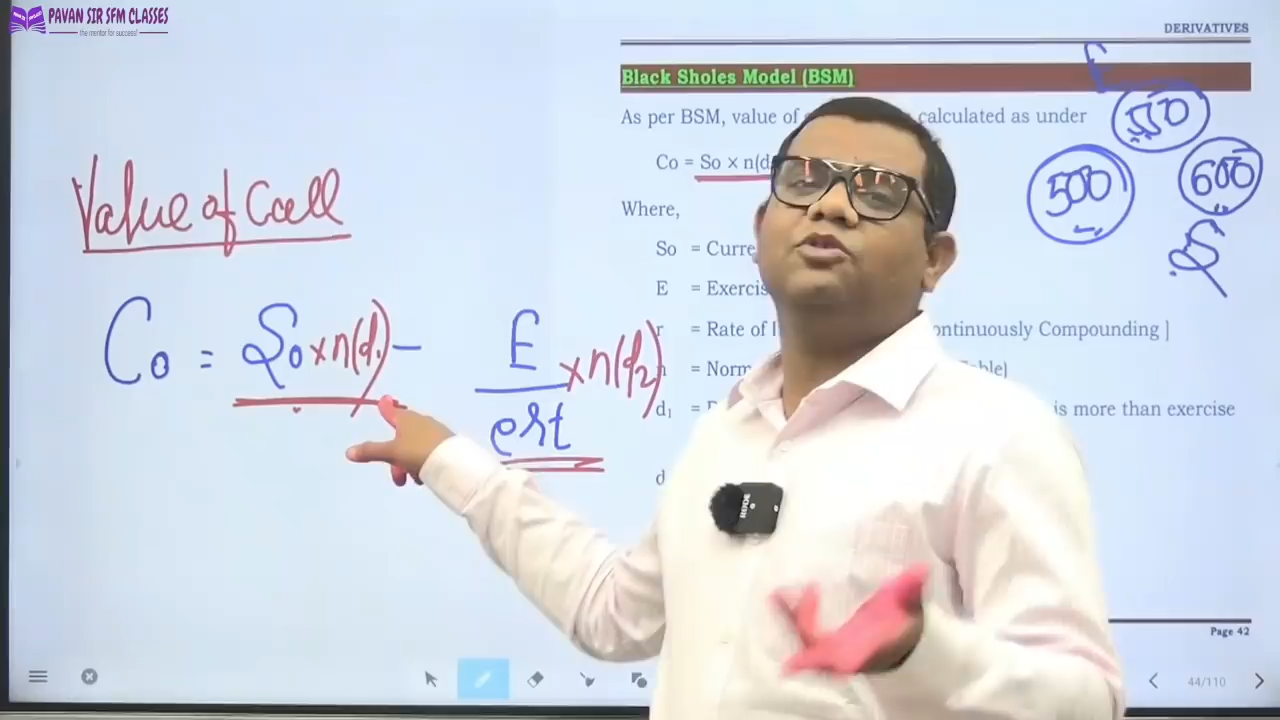 PAVAN SIR SFM CLASSES
the mentor for success!
DERIVATIVES
Black Sholes Model (BSM)
As per BSM, value of calculated as under
Co = So × n(d
Where,
So = Curre
E = Exercis
r = Rate of I ontinuously Compounding ]
n = Norm ble)
d₁ = is more than exercise
d
Page 42
44/110
Value of Call
Co = So × n(d₁) – E × n(d₂)
ert
E
550
500
600
S